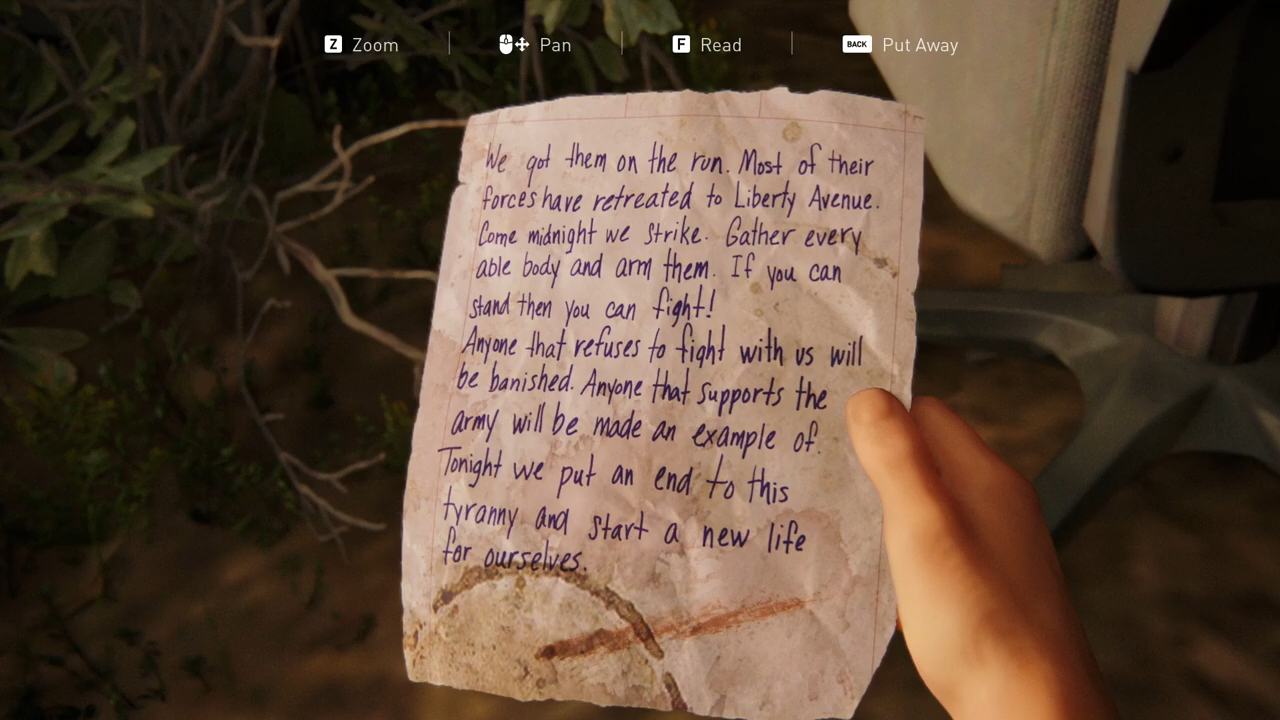 Z Zoom
Pan
F Read
BACK Put Away
We got them on the run. Most of their
forces have retreated to Liberty Avenue.
Come midnight we strike. Gather every
able body and arm them. If you can
stand then you can fight!
Anyone that refuses to fight with us will
be banished. Anyone that supports the
army will be made an example of.
Tonight we put an end to this
tyranny and start a new life
for ourselves.